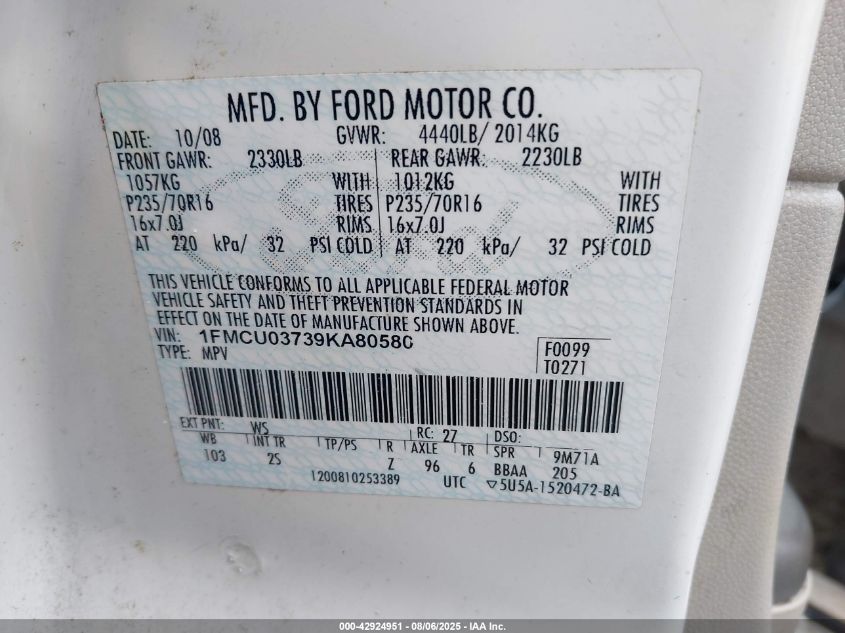 MFD. BY FORD MOTOR CO.
DATE: 10/08 GVWR: 4440LB/ 2014KG
FRONT GAWR: 2330LB REAR GAWR: 2230LB
1057KG WITH 1012KG WITH
P235/70R16 TIRES P235/70R16 TIRES
16x7.0J RIMS 16x7.0J RIMS
AT 220 kPa/ 32 PSI COLD AT 220 kPa/ 32 PSI COLD
THIS VEHICLE CONFORMS TO ALL APPLICABLE FEDERAL MOTOR
VEHICLE SAFETY AND THEFT PREVENTION STANDARDS IN
EFFECT ON THE DATE OF MANUFACTURE SHOWN ABOVE.
VIN: 1FMCU03739KA80580
TYPE: MPV
F0099
T0271
EXT PNT: WS RC: 27 DSO:
WB INT TR TP/PS R AXLE TR SPR 9M71A
103 2S Z 96 6 BBAA 205
1200810253389 UTC ▽5U5A-1520472-BA
000-42924951 - 08/06/2025 - IAA Inc.